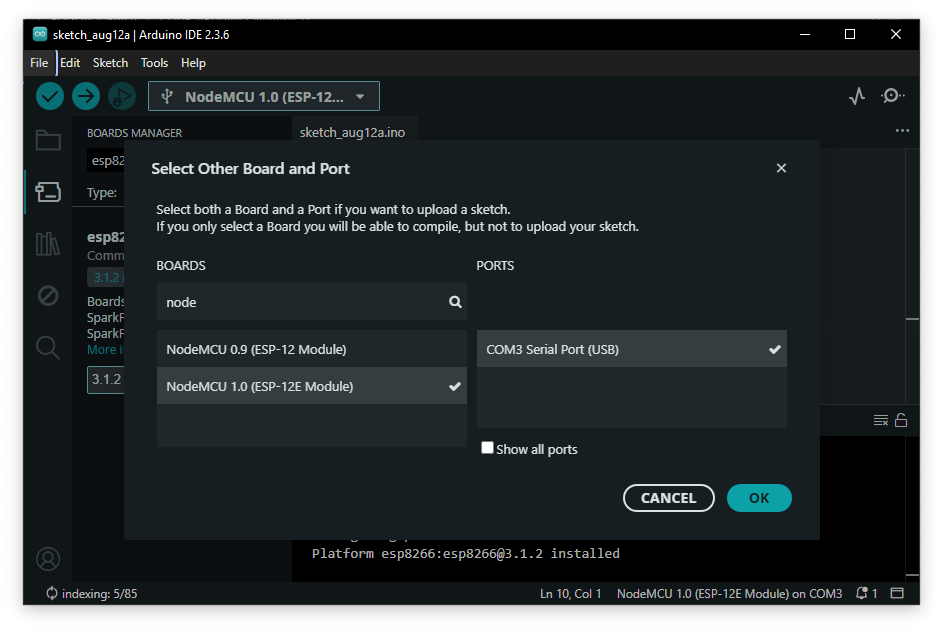 sketch_aug12a | Arduino IDE 2.3.6
File Edit Sketch Tools Help
NodeMCU 1.0 (ESP-12...
BOARDS MANAGER
sketch_aug12a.ino
esp82
Type:
esp82
Comm
3.1.2
Boards
SparkF
SparkF
More i
3.1.2
Select Other Board and Port
Select both a Board and a Port if you want to upload a sketch.
If you only select a Board you will be able to compile, but not to upload your sketch.
BOARDS
PORTS
node
NodeMCU 0.9 (ESP-12 Module)
NodeMCU 1.0 (ESP-12E Module)
COM3 Serial Port (USB)
Show all ports
CANCEL
OK
Platform esp8266:esp8266@3.1.2 installed
indexing: 5/85
Ln 10, Col 1
NodeMCU 1.0 (ESP-12E Module) on COM3
1